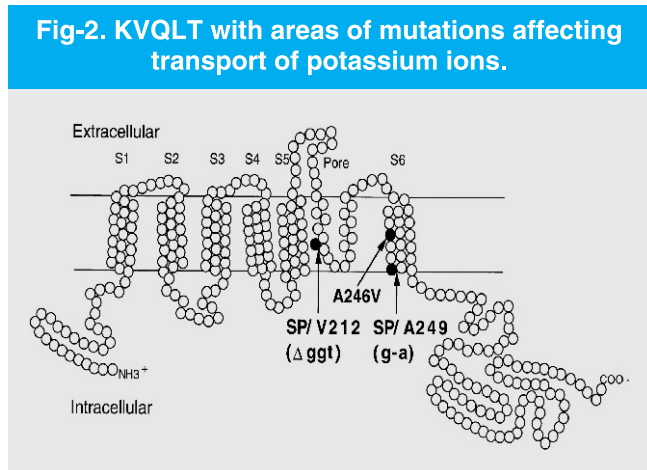 Fig-2. KVQLT with areas of mutations affecting
transport of potassium ions.
Extracellular
S1 S2 S3 S4 S5 Pore S6
A246V
SP/ V212 SP/ A249
(Δ ggt) (g-a)
NH3+
COO-
Intracellular